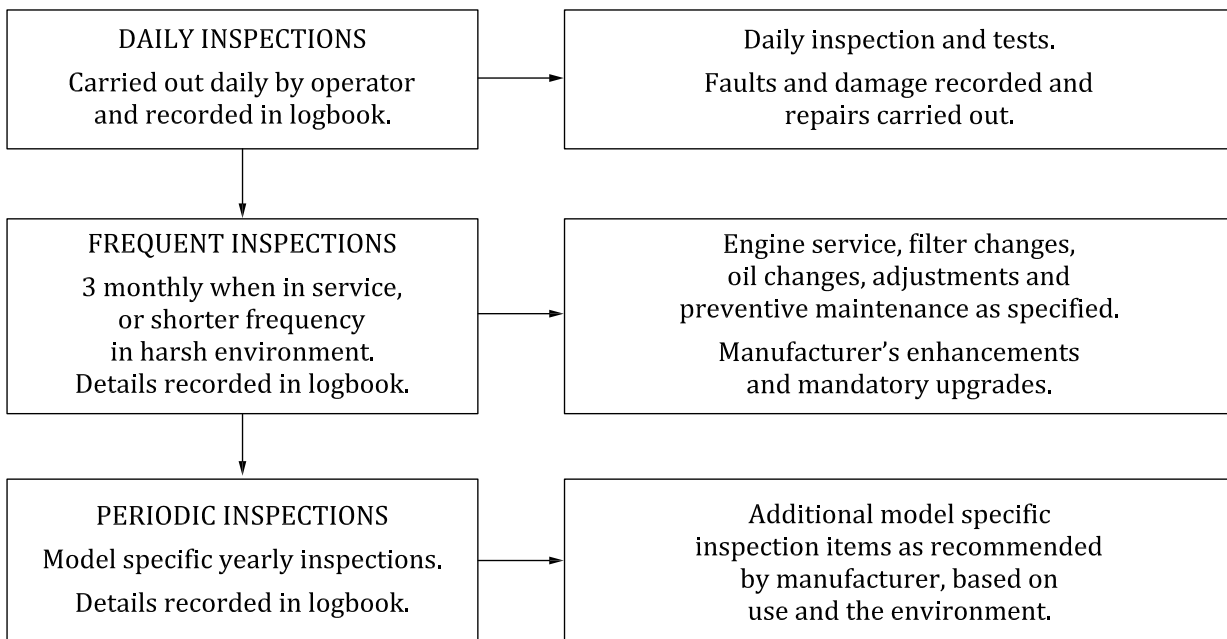 DAILY INSPECTIONS
Carried out daily by operator
and recorded in logbook.
Daily inspection and tests.
Faults and damage recorded and
repairs carried out.
FREQUENT INSPECTIONS
3 monthly when in service,
or shorter frequency
in harsh environment.
Details recorded in logbook.
Engine service, filter changes,
oil changes, adjustments and
preventive maintenance as specified.
Manufacturer’s enhancements
and mandatory upgrades.
PERIODIC INSPECTIONS
Model specific yearly inspections.
Details recorded in logbook.
Additional model specific
inspection items as recommended
by manufacturer, based on
use and the environment.